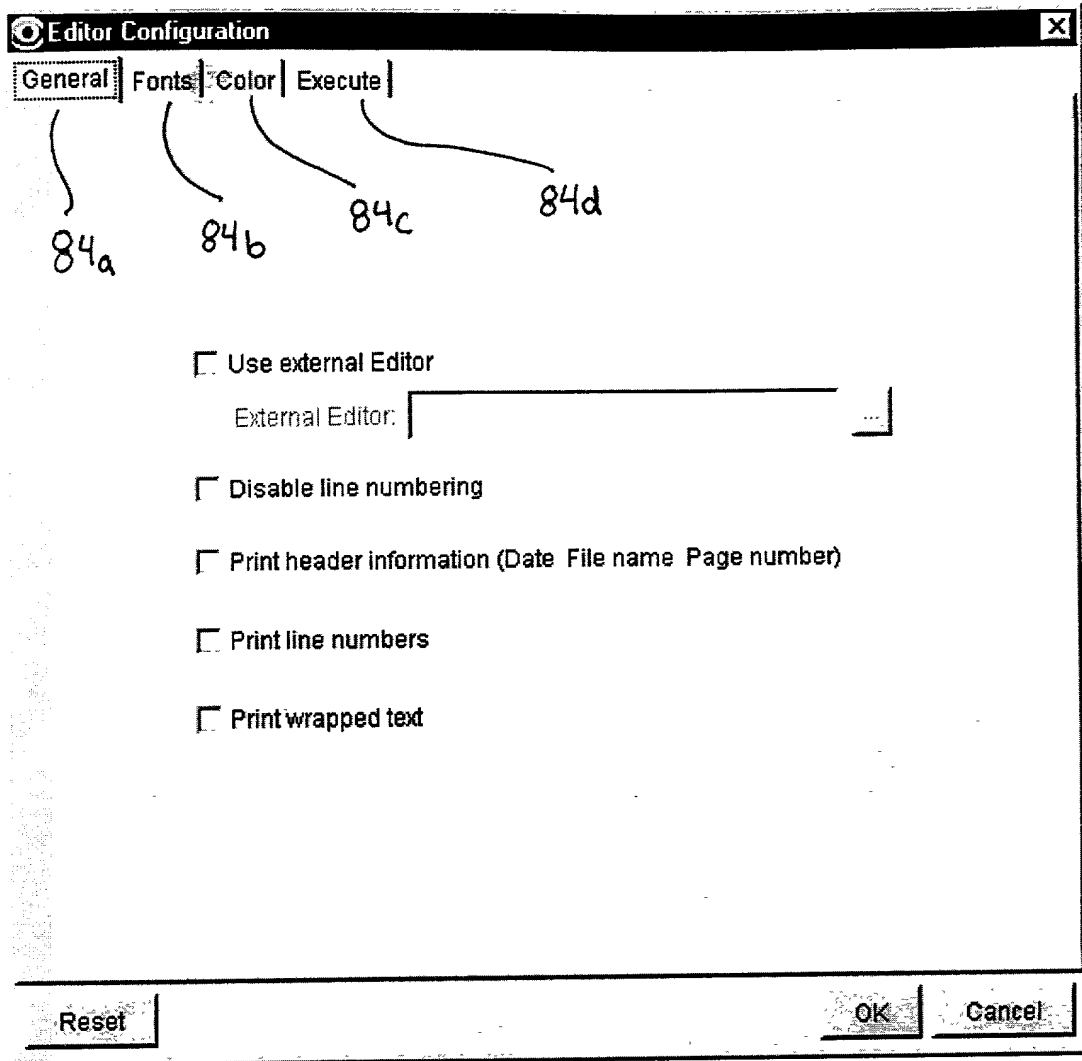 Editor Configuration
General Fonts Color Execute
84a 84b 84c 84d
Use external Editor
External Editor: ...
Disable line numbering
Print header information (Date File name Page number)
Print line numbers
Print wrapped text
Reset OK Cancel